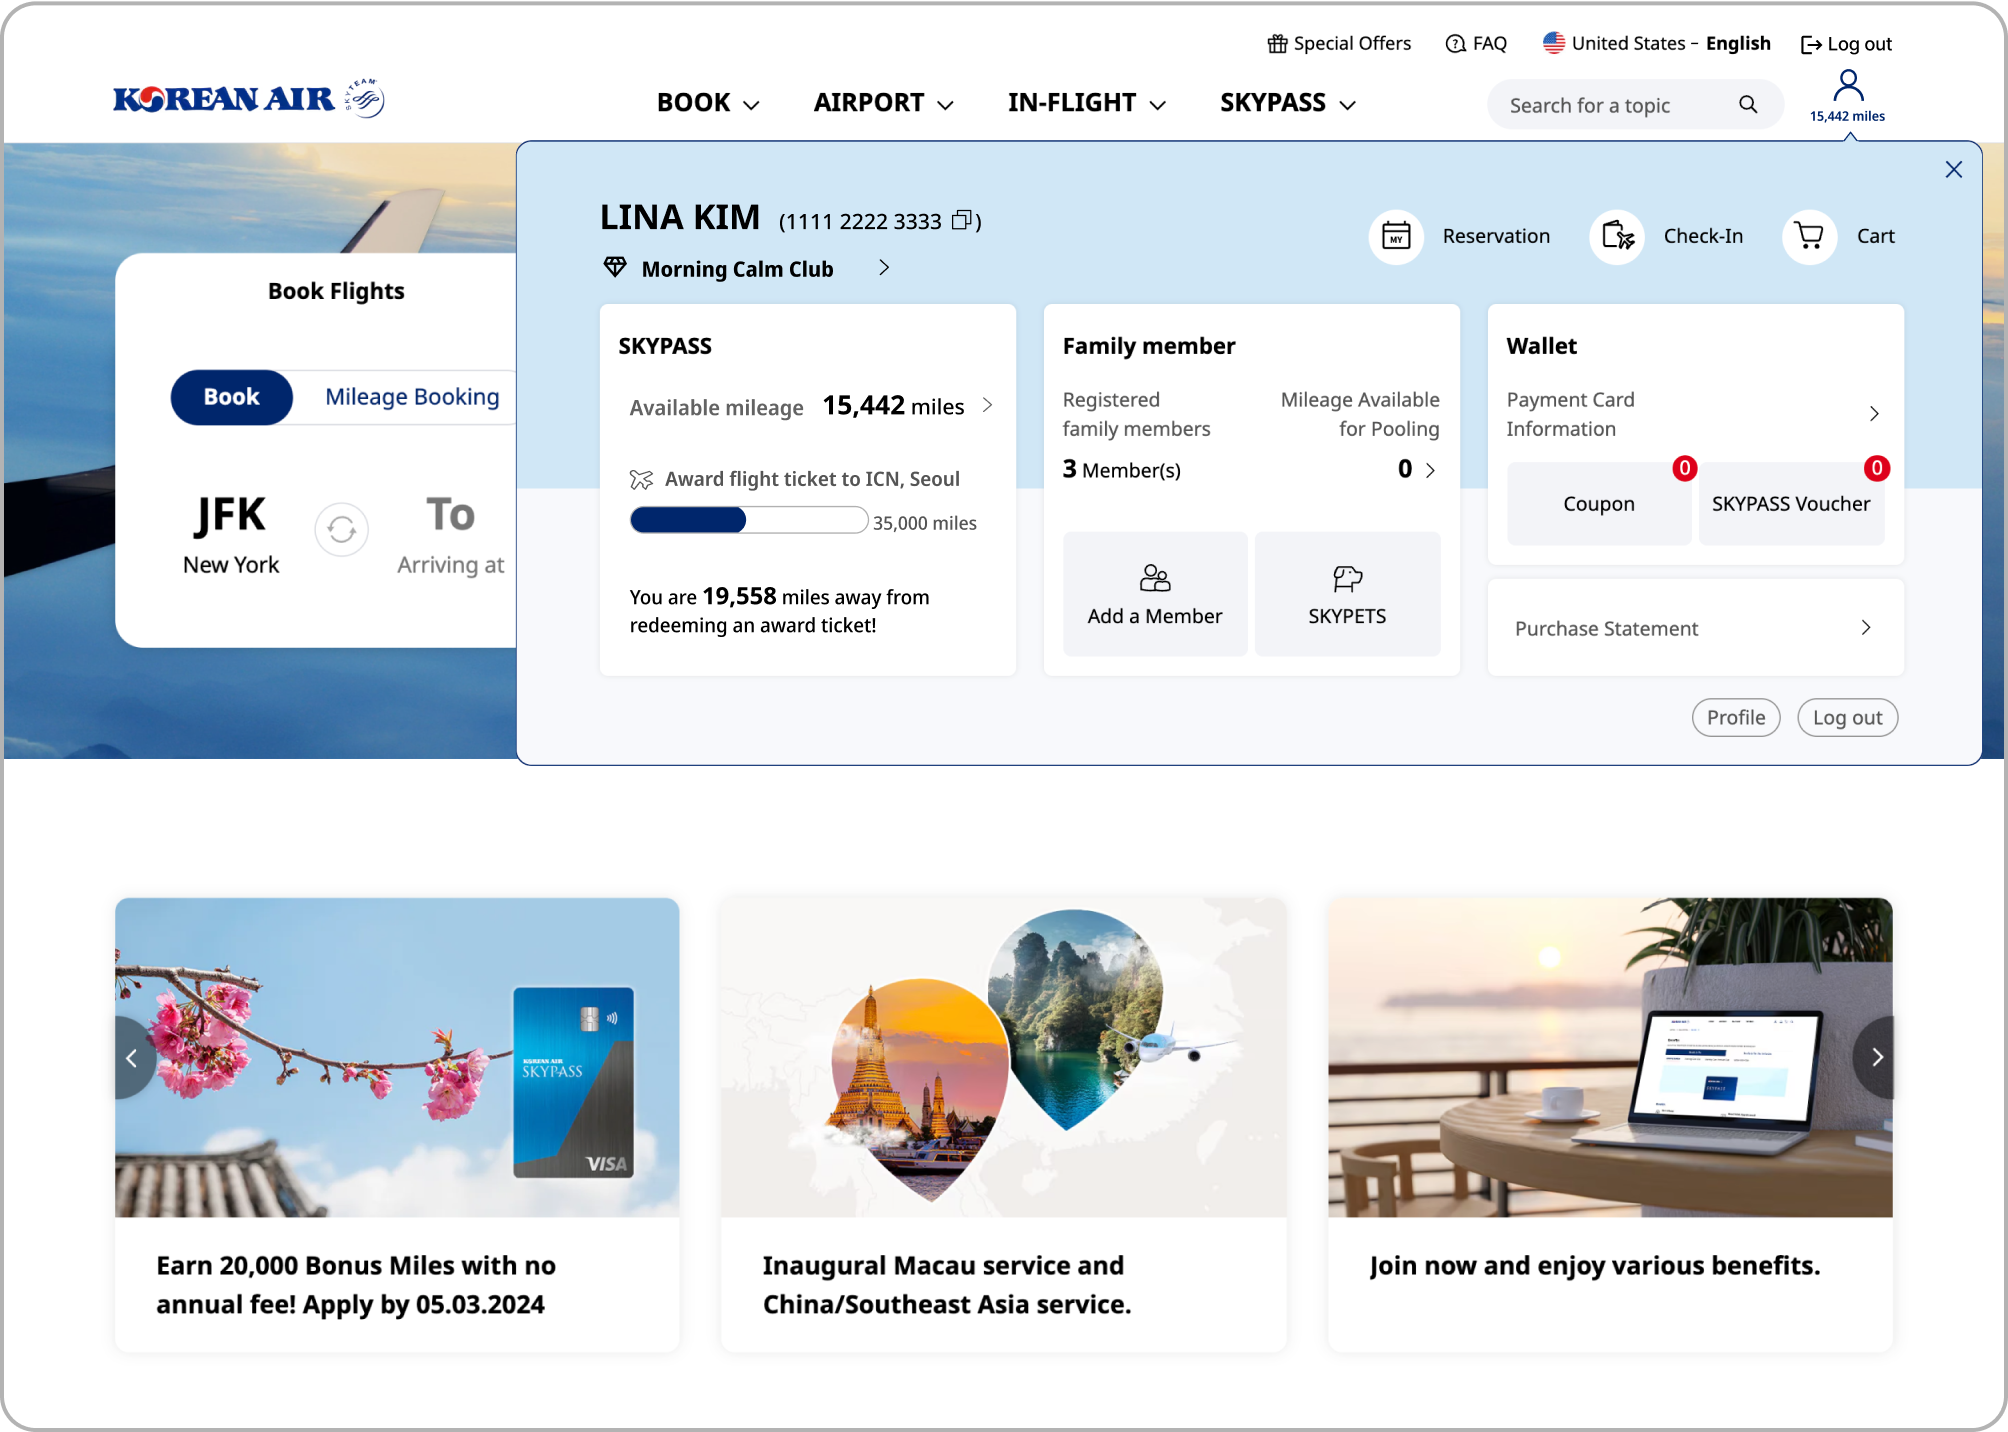 Special Offers
FAQ
United States - English
Log out
KOREAN AIR
SKYTEAM
BOOK
AIRPORT
IN-FLIGHT
SKYPASS
Search for a topic
15,442 miles
LINA KIM (1111 2222 3333 )
Morning Calm Club
MY
Reservation
Check-In
Cart
Book Flights
Book
Mileage Booking
JFK
New York
To
Arriving at
SKYPASS
Available mileage 15,442 miles
Award flight ticket to ICN, Seoul
35,000 miles
You are 19,558 miles away from
redeeming an award ticket!
Family member
Registered
family members
3 Member(s)
Mileage Available
for Pooling
0
Add a Member
SKYPETS
Wallet
Payment Card
Information
Coupon
0
SKYPASS Voucher
0
Purchase Statement
Profile
Log out
KOREAN AIR
SKYPASS
VISA
Earn 20,000 Bonus Miles with no
annual fee! Apply by 05.03.2024
Inaugural Macau service and
China/Southeast Asia service.
Join now and enjoy various benefits.